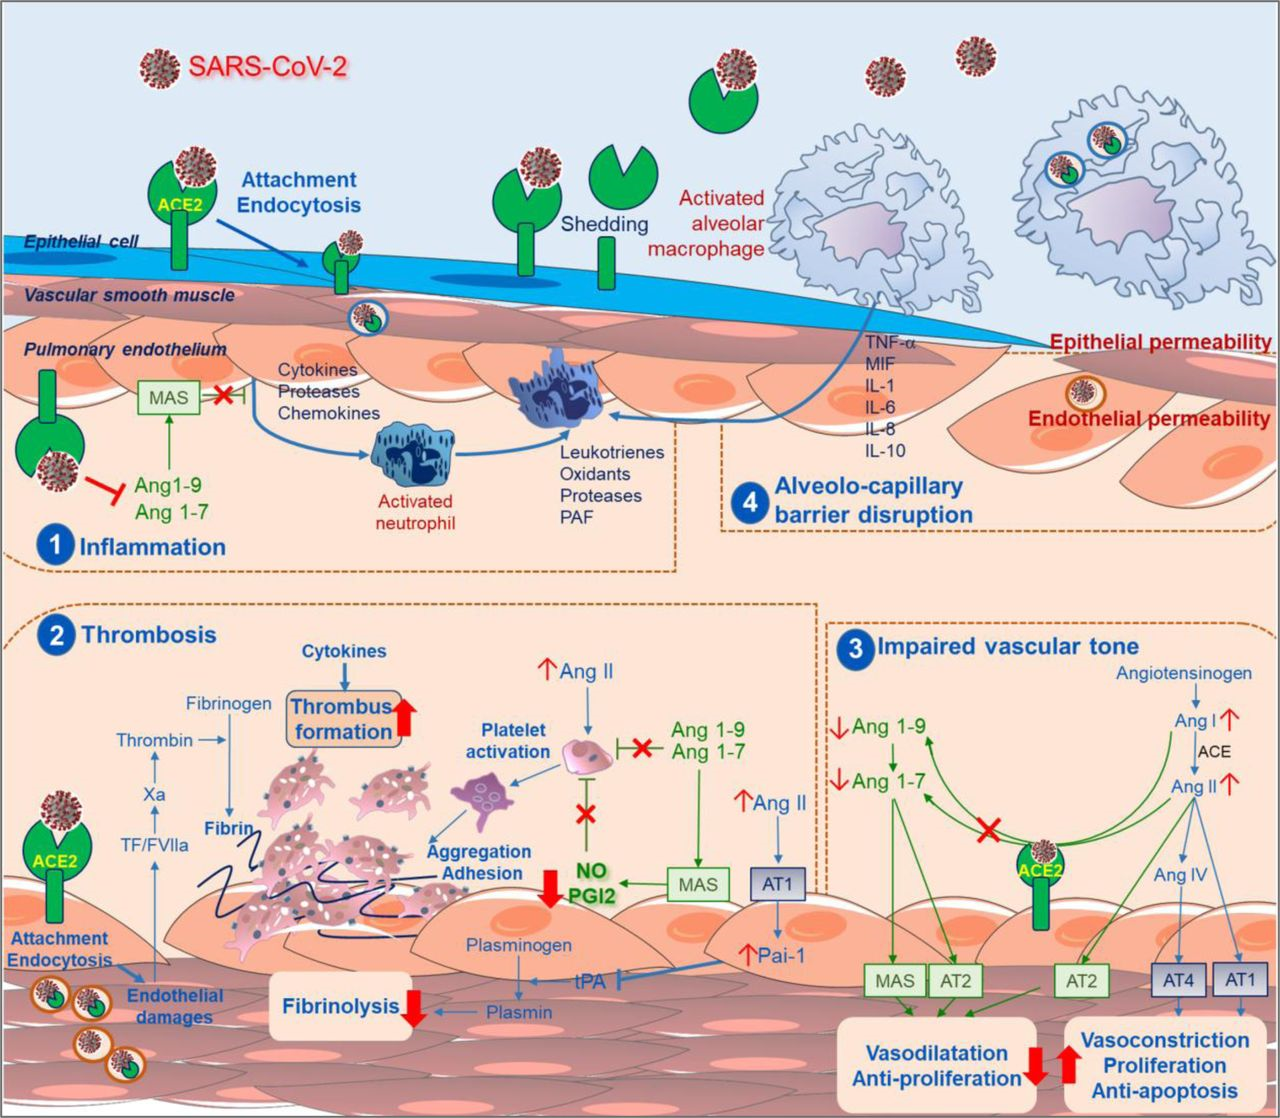 SARS-CoV-2
ACE2
Attachment
Endocytosis
Shedding
Activated
alveolar
macrophage
Epithelial cell
Vascular smooth muscle
Pulmonary endothelium
MAS
Ang1-9
Ang 1-7
Cytokines
Proteases
Chemokines
Activated
neutrophil
Leukotrienes
Oxidants
Proteases
PAF
TNF-α
MIF
IL-1
IL-6
IL-8
IL-10
Epithelial permeability
Endothelial permeability
1 Inflammation
4 Alveolo-capillary
barrier disruption
2 Thrombosis
Cytokines
Thrombus
formation
Fibrinogen
Thrombin
Xa
TF/FVIIa
Fibrin
Ang II
Platelet
activation
Ang 1-9
Ang 1-7
Aggregation
Adhesion
NO
PGI2
MAS
Ang II
AT1
Pai-1
ACE2
Attachment
Endocytosis
Endothelial
damages
Plasminogen
tPA
Plasmin
Fibrinolysis
3 Impaired vascular tone
Angiotensinogen
Ang I
ACE
Ang II
Ang 1-9
Ang 1-7
ACE2
Ang IV
MAS
AT2
AT2
AT4
AT1
Vasodilatation
Anti-proliferation
Vasoconstriction
Proliferation
Anti-apoptosis